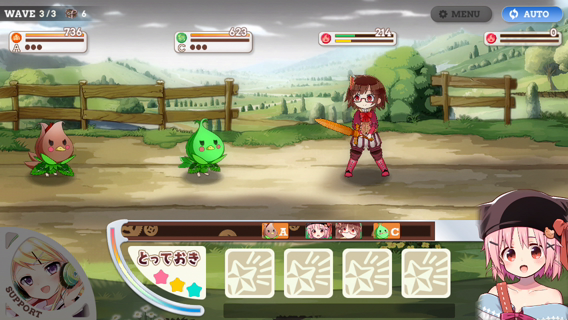 WAVE 3/3 6
MENU
AUTO
736
A
623
C
214
0
A
C
とっておき
SUPPORT